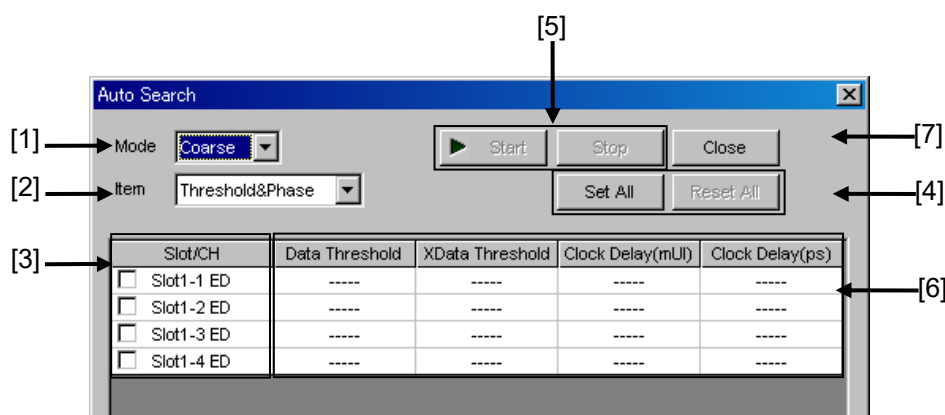 [5]
Auto Search
[1] Mode Coarse Start Stop Close [7]
[2] Item Threshold&Phase Set All Reset All [4]
[3] Slot/CH Data Threshold XData Threshold Clock Delay(mUI) Clock Delay(ps)
Slot1-1 ED ----- ----- ----- ----- [6]
Slot1-2 ED ----- ----- ----- -----
Slot1-3 ED ----- ----- ----- -----
Slot1-4 ED ----- ----- ----- -----